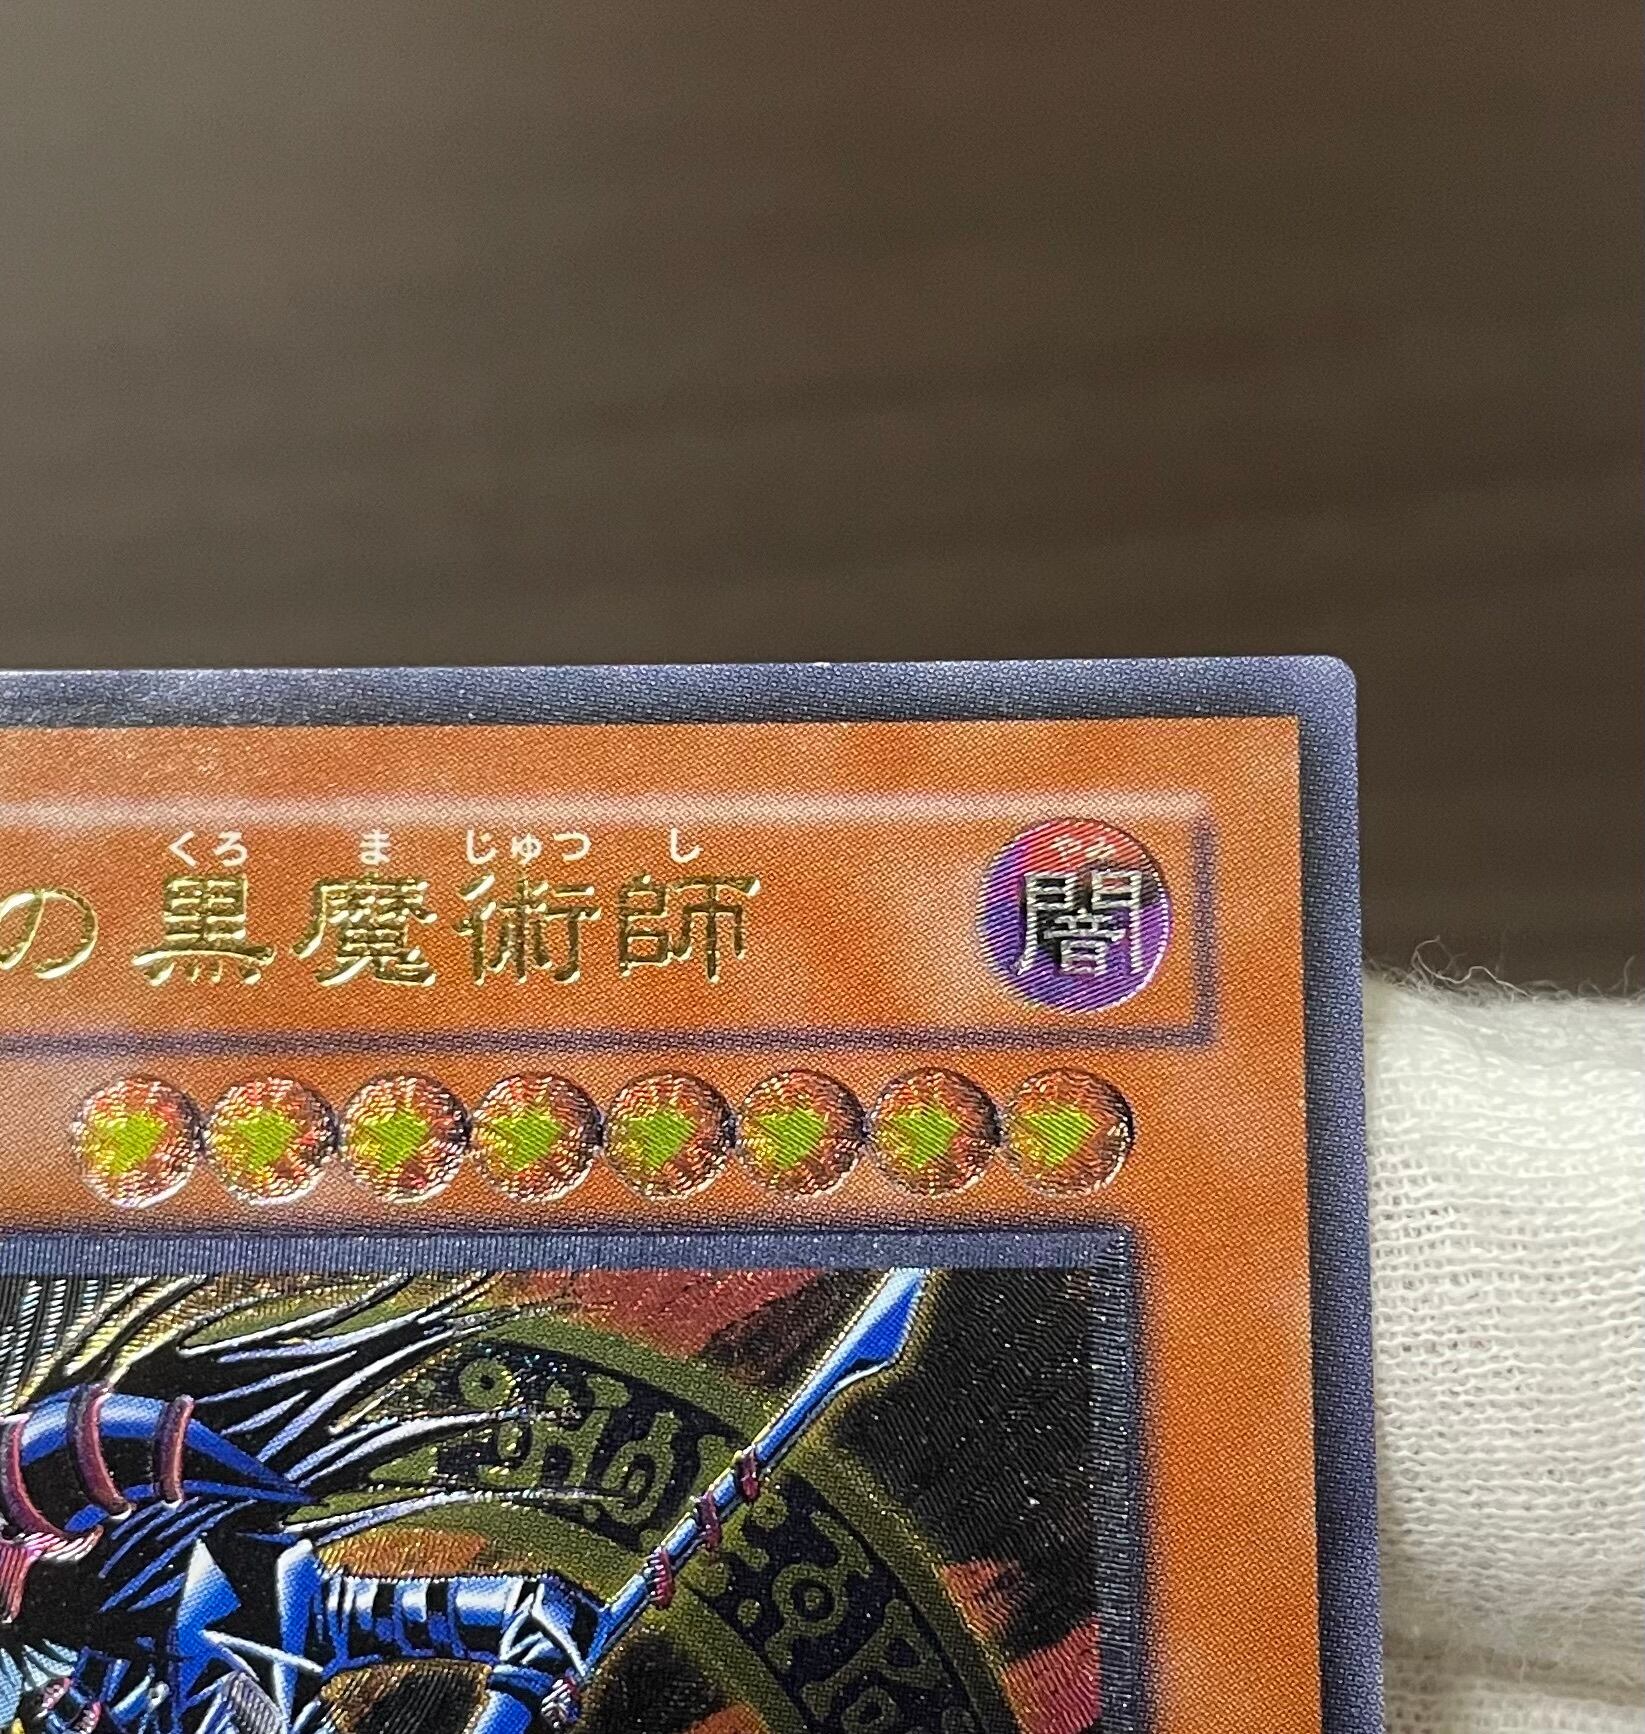 くろ ま じゅつ し やみ
の黒魔術師 闇